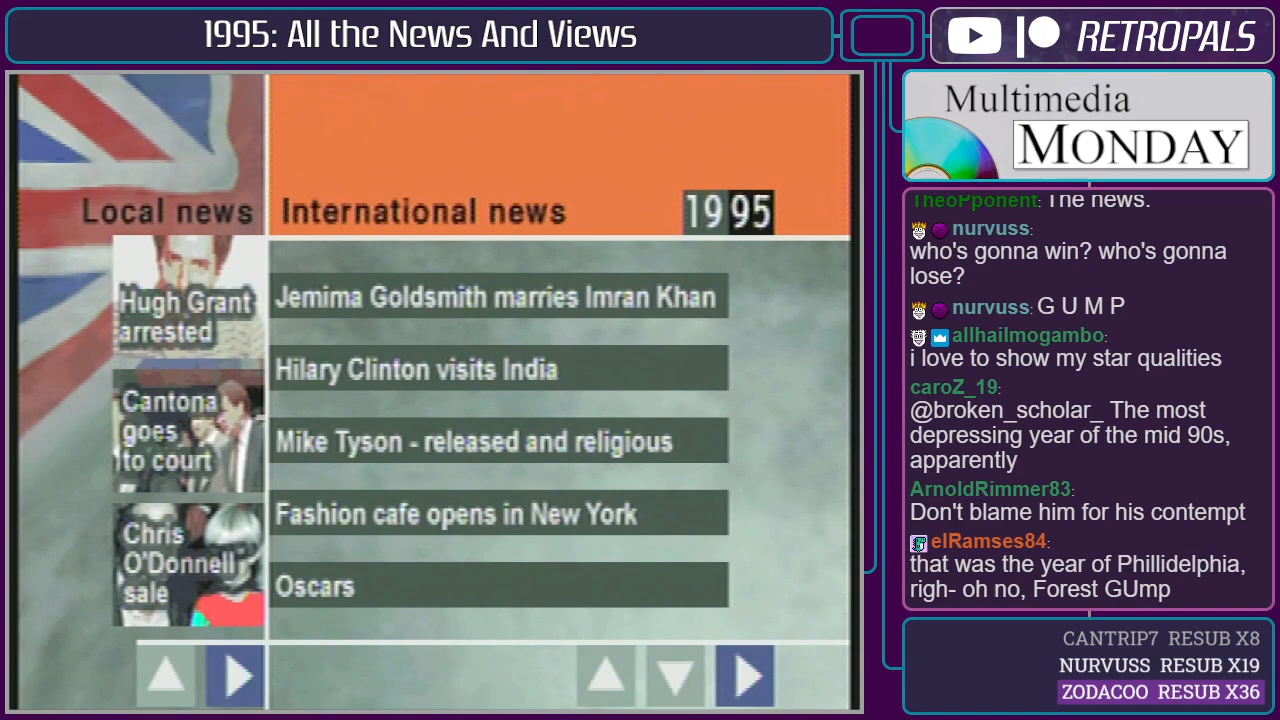 1995: All the News And Views
RETROPALS
Multimedia
MONDAY
Local news
International news
1995
Hugh Grant
arrested
Cantona
goes
to court
Chris
O'Donnell
sale
Jemima Goldsmith marries Imran Khan
Hilary Clinton visits India
Mike Tyson - released and religious
Fashion cafe opens in New York
Oscars
TheoPponent: The news.
nurvuss:
who's gonna win? who's gonna
lose?
nurvuss: G U M P
allhailmogambo:
i love to show my star qualities
caroZ_19:
@broken_scholar_ The most
depressing year of the mid 90s,
apparently
ArnoldRimmer83:
Don't blame him for his contempt
elRamses84:
that was the year of Phillidelphia,
righ- oh no, Forest GUmp
CANTRIP7 RESUB X8
NURVUSS RESUB X19
ZODACOO RESUB X36